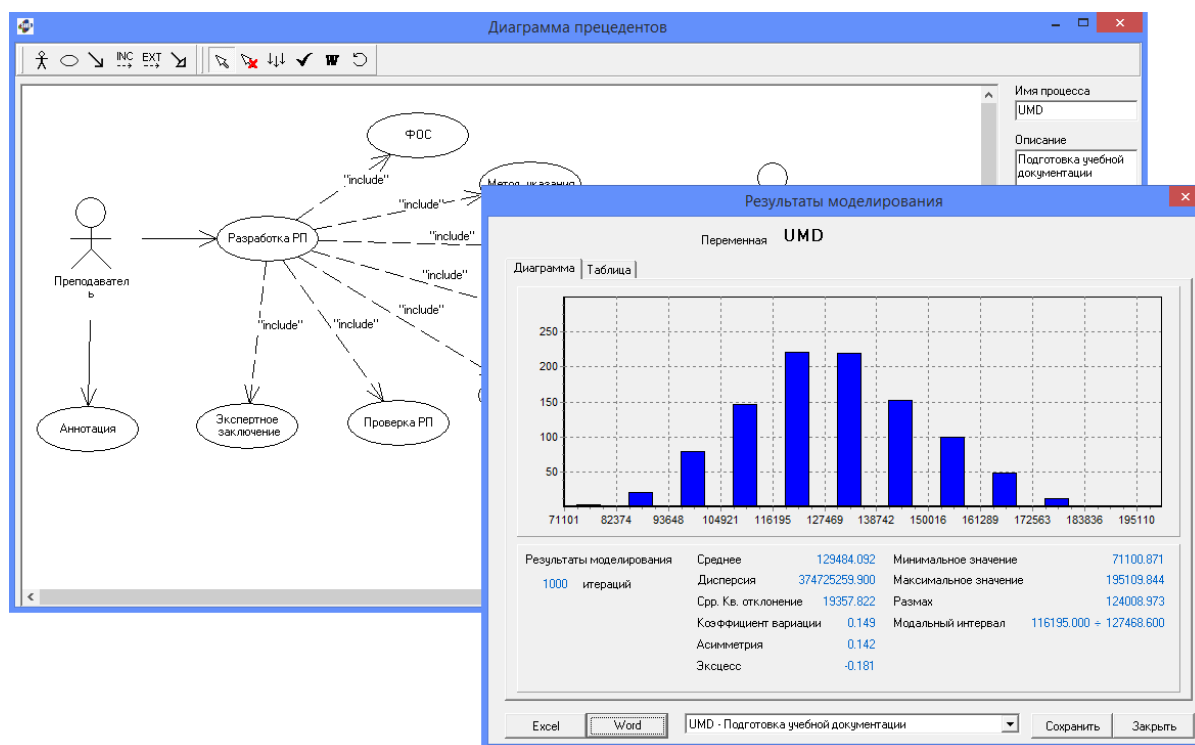 Диаграмма прецедентов
INC EXT
W
Имя процесса
UMD
Описание
Подготовка учебной
документации
ФОС
Метод. указания
"include"
"include"
"include"
"include"
"include"
"include"
"include"
Разработка РП
Преподавател
ь
Аннотация
Экспертное
заключение
Проверка РП
Результаты моделирования
Переменная UMD
Диаграмма Таблица
250
200
150
100
50
71101 82374 93648 104921 116195 127469 138742 150016 161289 172563 183836 195110
Результаты моделирования
1000 итераций
Среднее 129484.092
Дисперсия 374725259.900
Срр. Кв. отклонение 19357.822
Коэффициент вариации 0.149
Асимметрия 0.142
Эксцесс -0.181
Минимальное значение 71100.871
Максимальное значение 195109.844
Размах 124008.973
Модальный интервал 116195.000 ÷ 127468.600
Excel Word UMD - Подготовка учебной документации Сохранить Закрыть